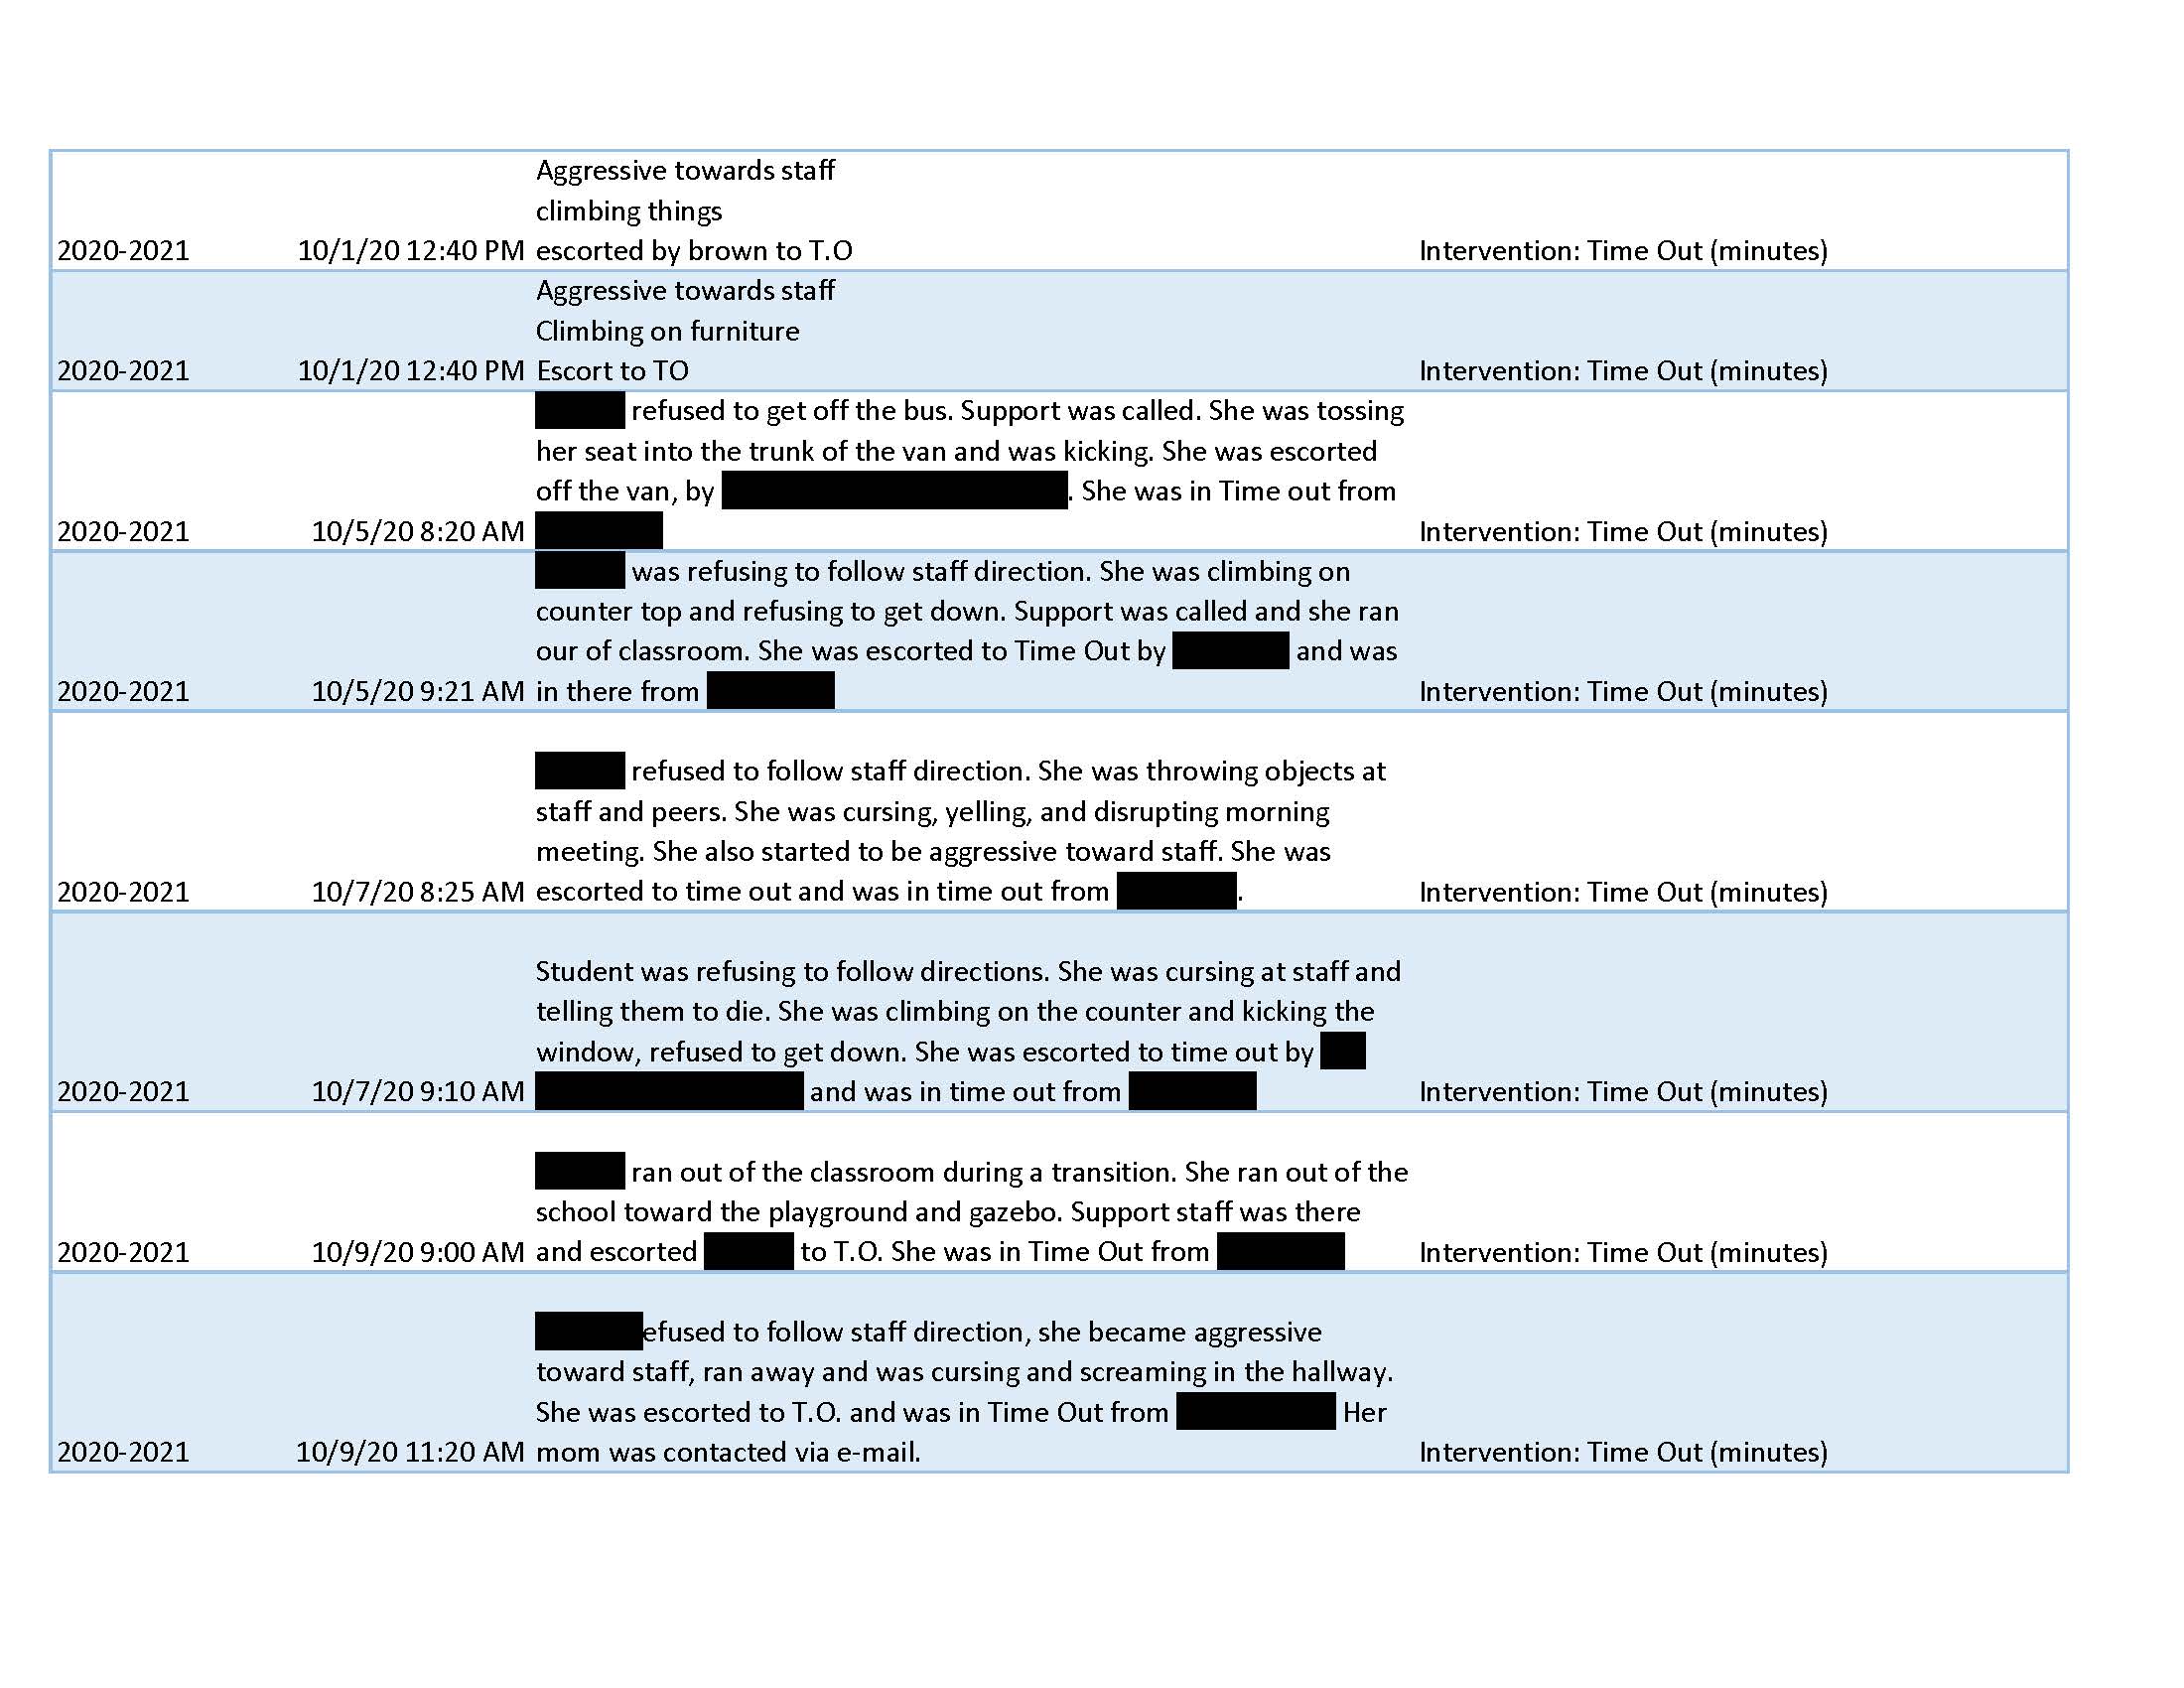 Aggressive towards staff
climbing things
2020-2021 10/1/20 12:40 PM escorted by brown to T.O Intervention: Time Out (minutes)
Aggressive towards staff
Climbing on furniture
2020-2021 10/1/20 12:40 PM Escort to TO Intervention: Time Out (minutes)
refused to get off the bus. Support was called. She was tossing
her seat into the trunk of the van and was kicking. She was escorted
off the van, by . She was in Time out from
2020-2021 10/5/20 8:20 AM Intervention: Time Out (minutes)
was refusing to follow staff direction. She was climbing on
counter top and refusing to get down. Support was called and she ran
our of classroom. She was escorted to Time Out by and was
2020-2021 10/5/20 9:21 AM in there from Intervention: Time Out (minutes)
refused to follow staff direction. She was throwing objects at
staff and peers. She was cursing, yelling, and disrupting morning
meeting. She also started to be aggressive toward staff. She was
2020-2021 10/7/20 8:25 AM escorted to time out and was in time out from . Intervention: Time Out (minutes)
Student was refusing to follow directions. She was cursing at staff and
telling them to die. She was climbing on the counter and kicking the
window, refused to get down. She was escorted to time out by
2020-2021 10/7/20 9:10 AM and was in time out from Intervention: Time Out (minutes)
ran out of the classroom during a transition. She ran out of the
school toward the playground and gazebo. Support staff was there
2020-2021 10/9/20 9:00 AM and escorted to T.O. She was in Time Out from Intervention: Time Out (minutes)
efused to follow staff direction, she became aggressive
toward staff, ran away and was cursing and screaming in the hallway.
She was escorted to T.O. and was in Time Out from Her
2020-2021 10/9/20 11:20 AM mom was contacted via e-mail. Intervention: Time Out (minutes)